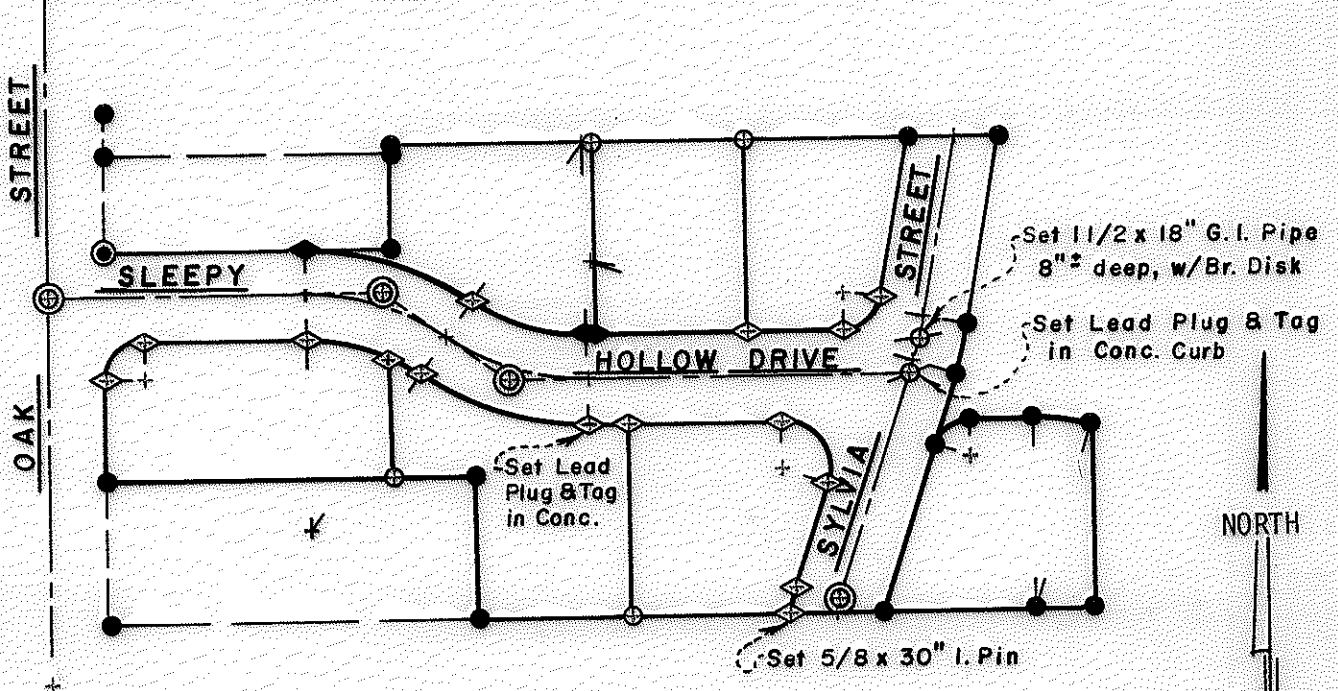 STREET
OAK
SLEEPY
HOLLOW DRIVE
STREET
SYLVIA
Set 1 1/2 x 18" G.I. Pipe
8"± deep, w/Br. Disk
Set Lead Plug & Tag
in Conc. Curb
Set Lead
Plug & Tag
in Conc.
NORTH
Set 5/8 x 30" I. Pin